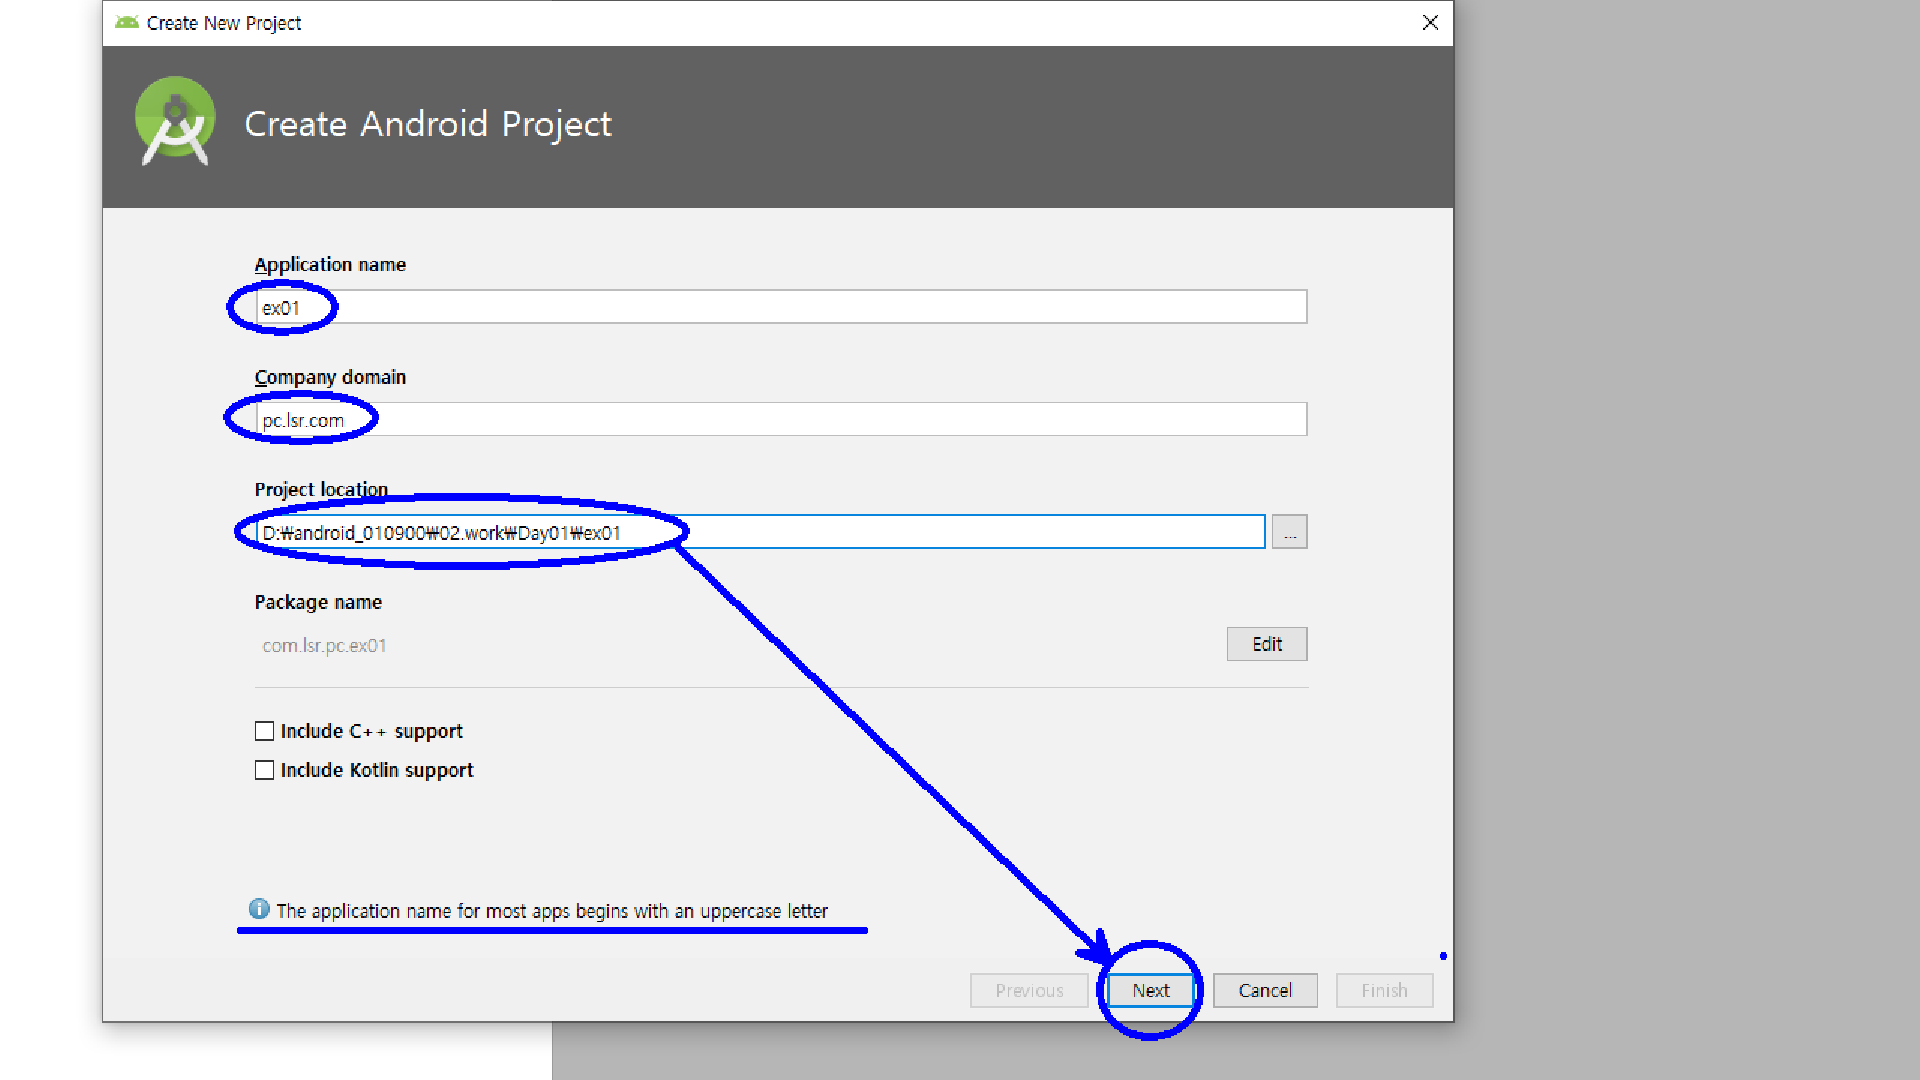 Create New Project
Create Android Project
Application name
ex01
Company domain
pc.lsr.com
Project location
D:₩android_010900₩02.work₩Day01₩ex01
...
Package name
com.lsr.pc.ex01
Edit
Include C++ support
Include Kotlin support
The application name for most apps begins with an uppercase letter
Previous Next Cancel Finish